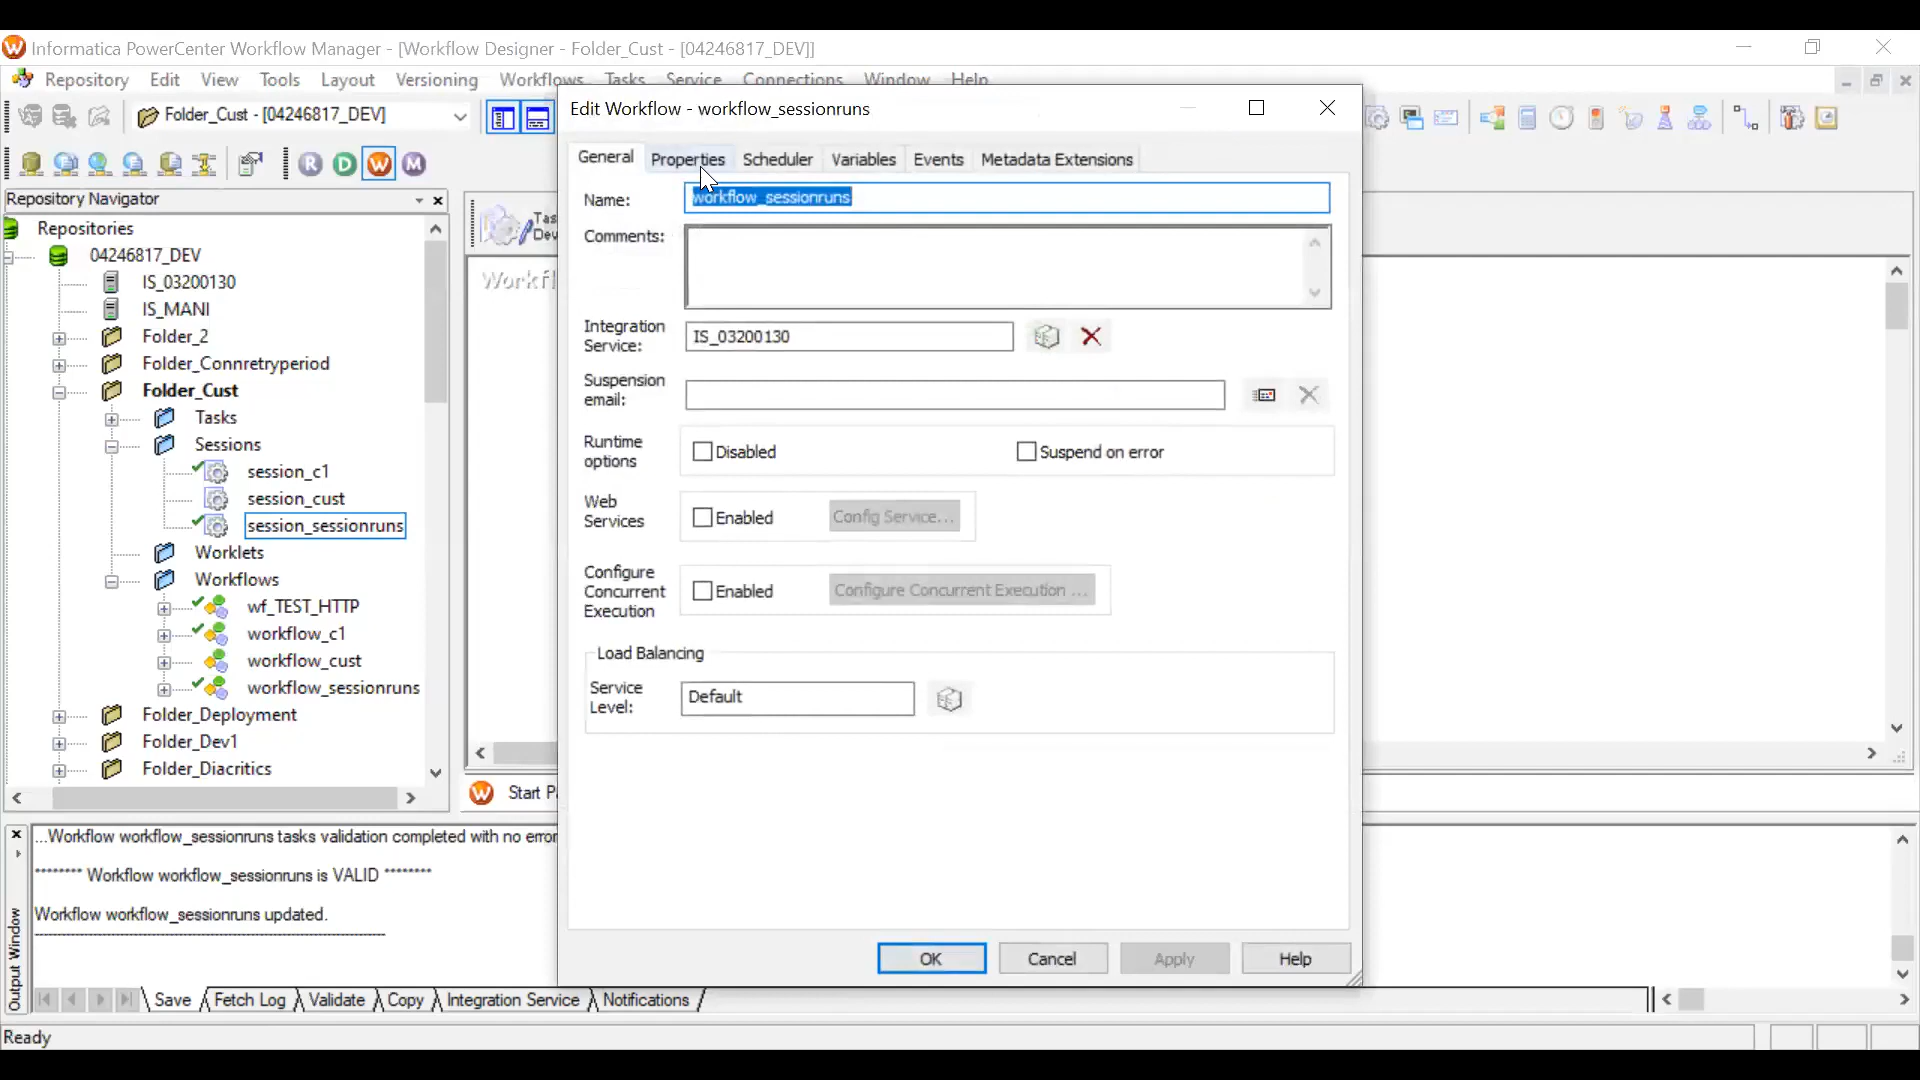 Informatica PowerCenter Workflow Manager - [Workflow Designer - Folder_Cust - [04246817_DEV]]
Repository Edit View Tools Layout Versioning Workflows Tasks Service Connections Window Help
Folder_Cust - [04246817_DEV]
R D W M
Repository Navigator
Repositories
04246817_DEV
IS_03200130
IS_MANI
Folder_2
Folder_Connretryperiod
Folder_Cust
Tasks
Sessions
session_c1
session_cust
session_sessionruns
Worklets
Workflows
wf_TEST_HTTP
workflow_c1
workflow_cust
workflow_sessionruns
Folder_Deployment
Folder_Dev1
Folder_Diacritics
Tas
Dev
Workfl
Start P
Edit Workflow - workflow_sessionruns
General Properties Scheduler Variables Events Metadata Extensions
Name: workflow_sessionruns
Comments:
Integration
Service: IS_03200130
Suspension
email:
Runtime
options Disabled Suspend on error
Web
Services Enabled Config Service...
Configure
Concurrent
Execution Enabled Configure Concurrent Execution ...
Load Balancing
Service
Level: Default
OK Cancel Apply Help
...Workflow workflow_sessionruns tasks validation completed with no error
******** Workflow workflow_sessionruns is VALID ********
Workflow workflow_sessionruns updated.
--------------------------------------------------------------------------------
Output Window
Save Fetch Log Validate Copy Integration Service Notifications
Ready